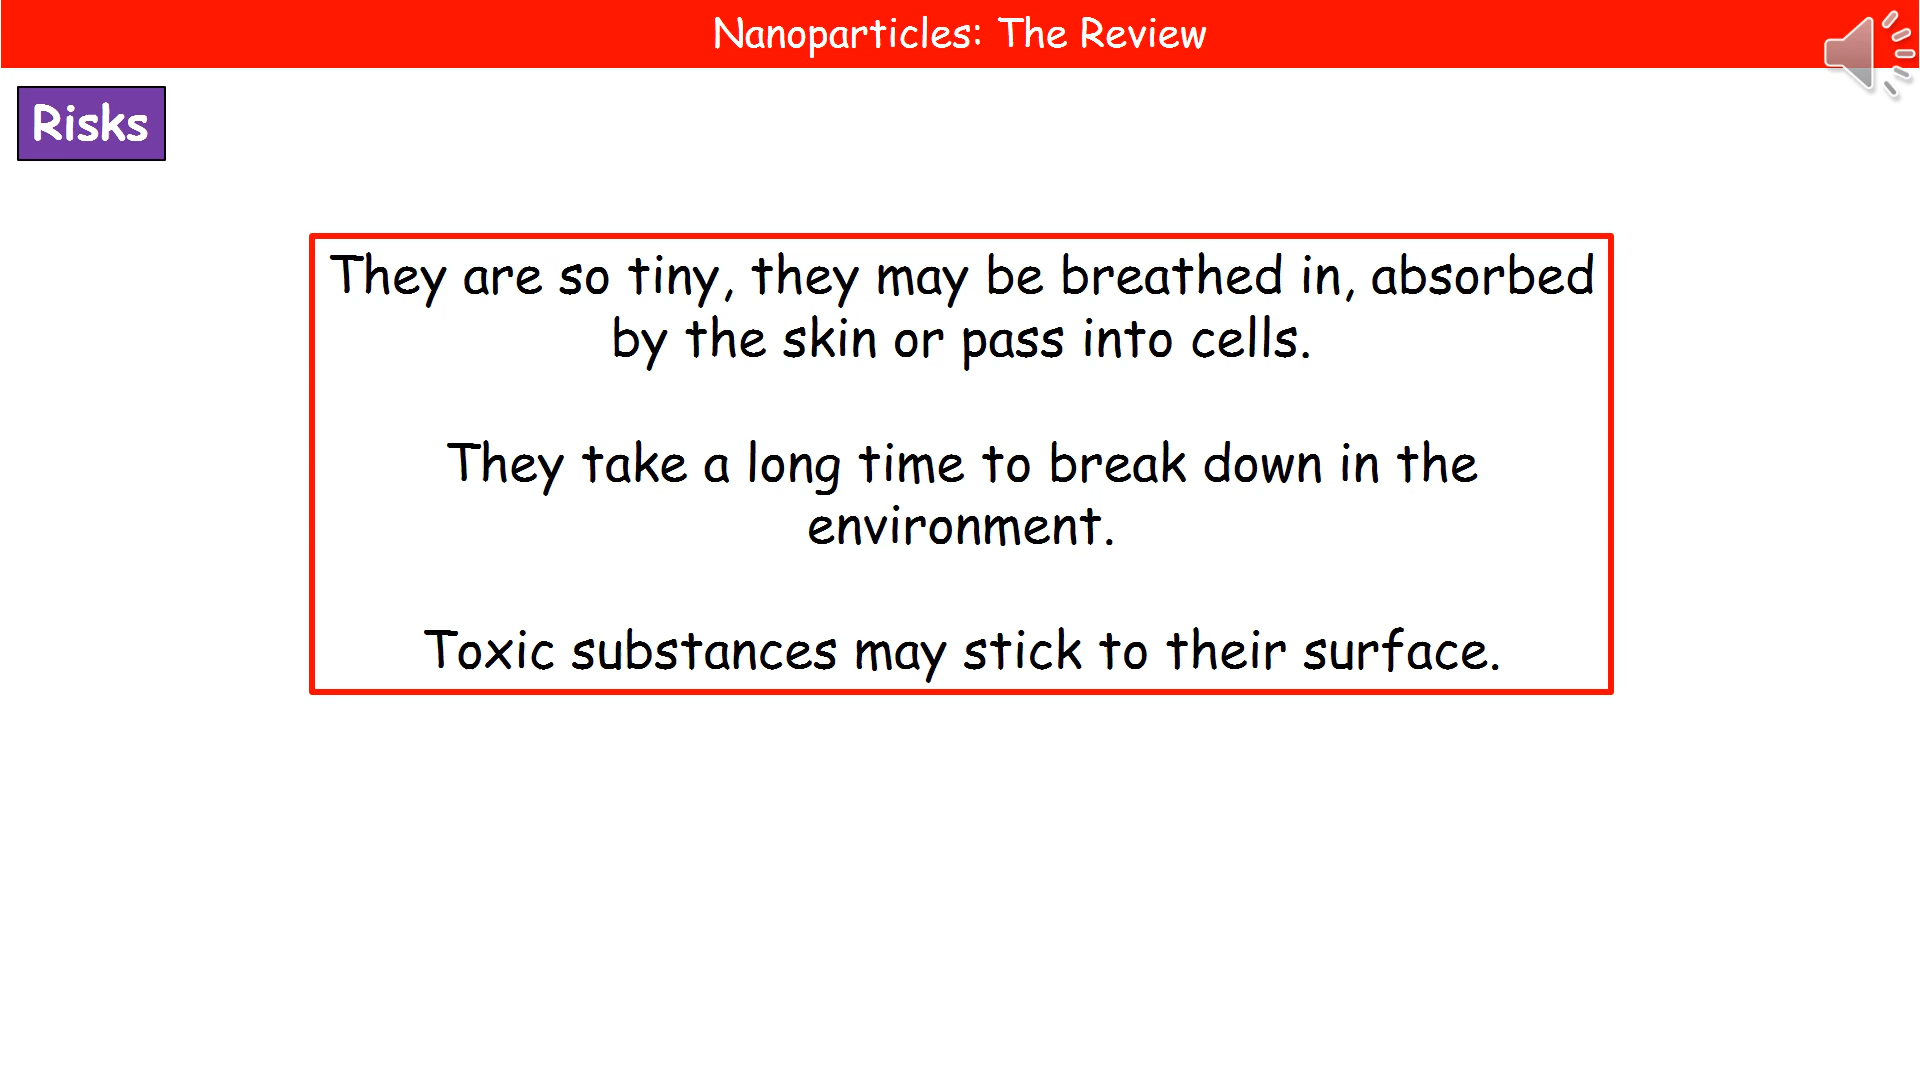 Nanoparticles: The Review
Risks
They are so tiny, they may be breathed in, absorbed
by the skin or pass into cells.
They take a long time to break down in the
environment.
Toxic substances may stick to their surface.